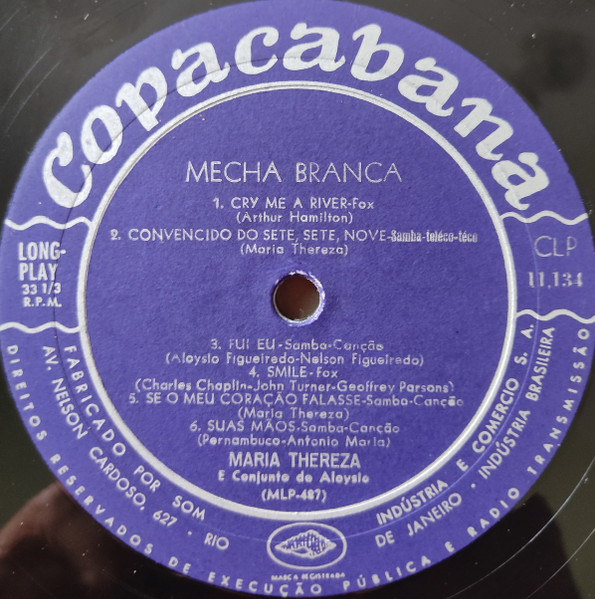 Copacabana
MECHA BRANCA
1. CRY ME A RIVER-Fox
(Arthur Hamilton)
2. CONVENCIDO DO SETE, SETE, NOVE-Samba-teléco-téco
(Maria Thereza)
LONG-
PLAY
33 1/3
R.P.M.
CLP
11.134
3. FUI EU-Samba-Canção
(Aloysio Figueiredo-Nelson Figueiredo)
4. SMILE-Fox
(Charles Chaplin-John Turner-Geoffrey Parsons)
5. SE O MEU CORAÇÃO FALASSE-Samba-Canção
(Maria Thereza)
6. SUAS MÃOS-Samba-Canção
(Pernambuco-Antonio Maria)
MARIA THEREZA
E Conjunto de Aloysio
(MLP-487)
FABRICADO POR SOM INDÚSTRIA E COMERCIO S. A.
AV. NELSON CARDOSO, 627 · RIO DE JANEIRO · INDÚSTRIA BRASILEIRA
DIREITOS RESERVADOS DE EXECUÇÃO PÚBLICA E RADIO TRANSMISSÃO
MARCA REGISTRADA